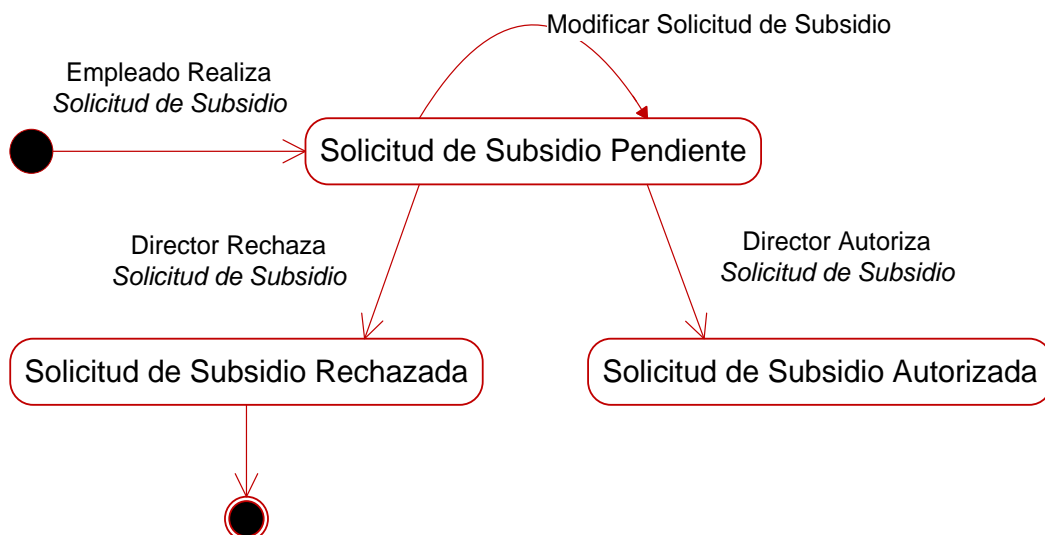 Modificar Solicitud de Subsidio
Empleado Realiza
Solicitud de Subsidio
Solicitud de Subsidio Pendiente
Director Rechaza
Solicitud de Subsidio
Director Autoriza
Solicitud de Subsidio
Solicitud de Subsidio Rechazada
Solicitud de Subsidio Autorizada